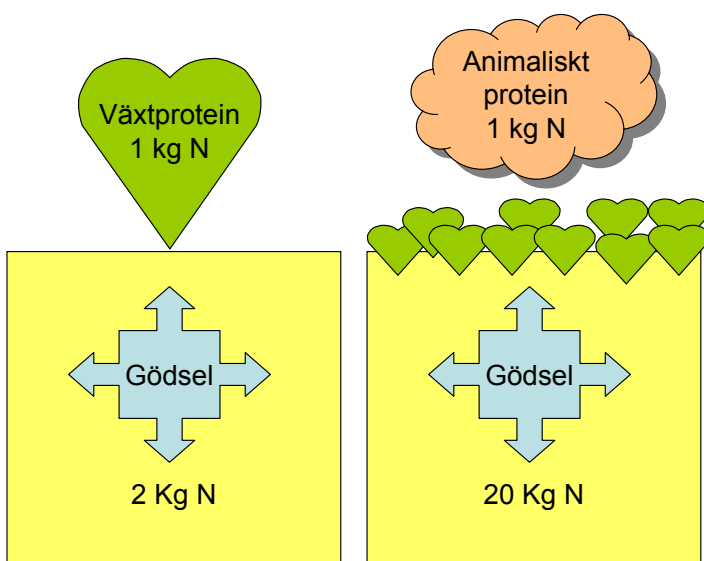 Växtprotein
1 kg N
Gödsel
2 Kg N
Animaliskt
protein
1 kg N
Gödsel
20 Kg N